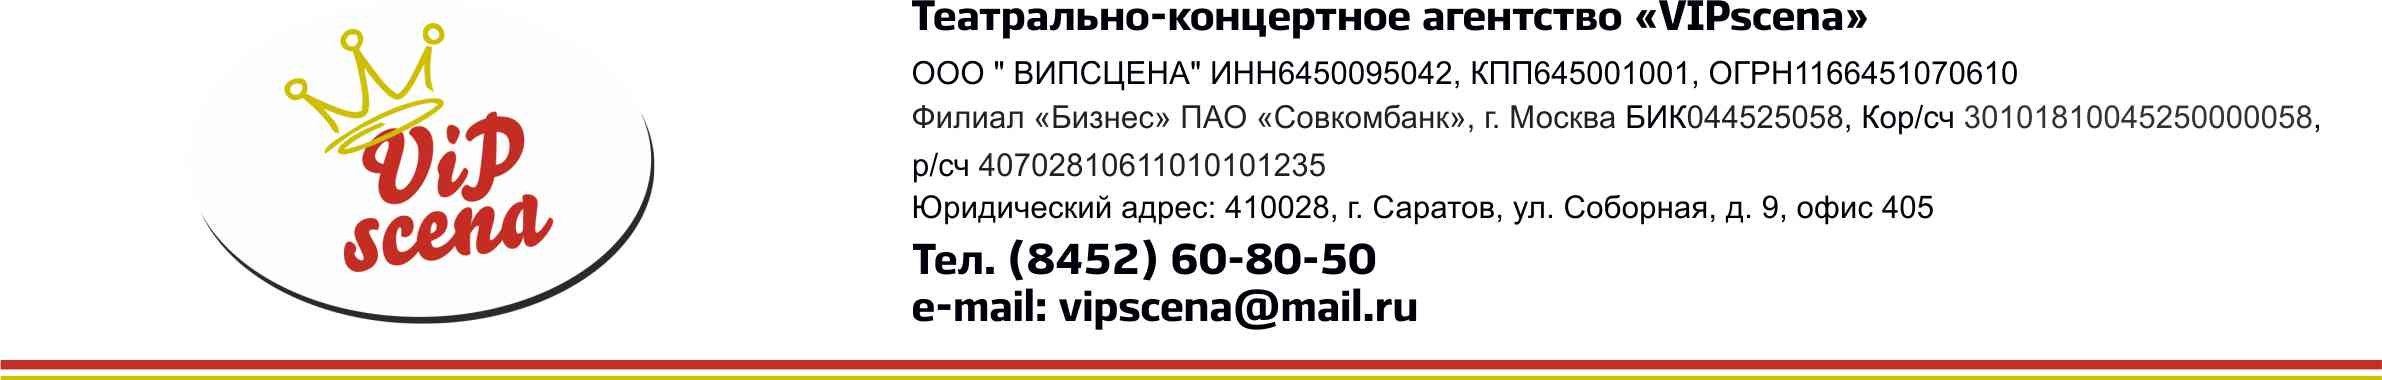 ViP
scena
Театрально-концертное агентство «VIPscena»
ООО " ВИПСЦЕНА" ИНН6450095042, КПП645001001, ОГРН1166451070610
Филиал «Бизнес» ПАО «Совкомбанк», г. Москва БИК044525058, Кор/сч 30101810045250000058,
р/сч 40702810611010101235
Юридический адрес: 410028, г. Саратов, ул. Соборная, д. 9, офис 405
Тел. (8452) 60-80-50
e-mail: vipscena@mail.ru